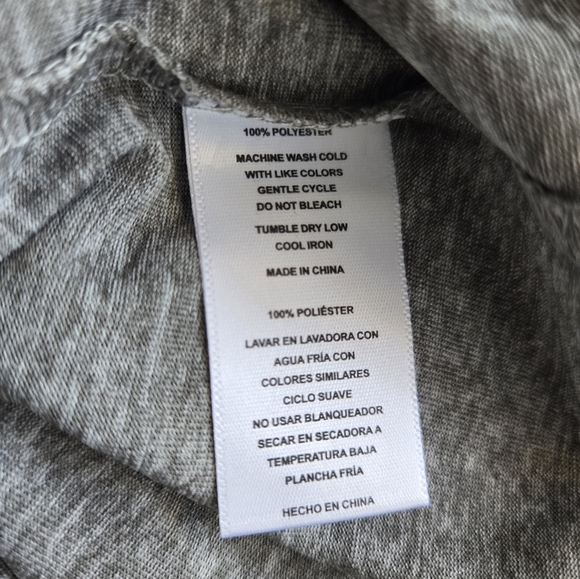 100% POLYESTER
MACHINE WASH COLD
WITH LIKE COLORS
GENTLE CYCLE
DO NOT BLEACH
TUMBLE DRY LOW
COOL IRON
MADE IN CHINA
100% POLIÉSTER
LAVAR EN LAVADORA CON
AGUA FRÍA CON
COLORES SIMILARES
CICLO SUAVE
NO USAR BLANQUEADOR
SECAR EN SECADORA A
TEMPERATURA BAJA
PLANCHA FRÍA
HECHO EN CHINA